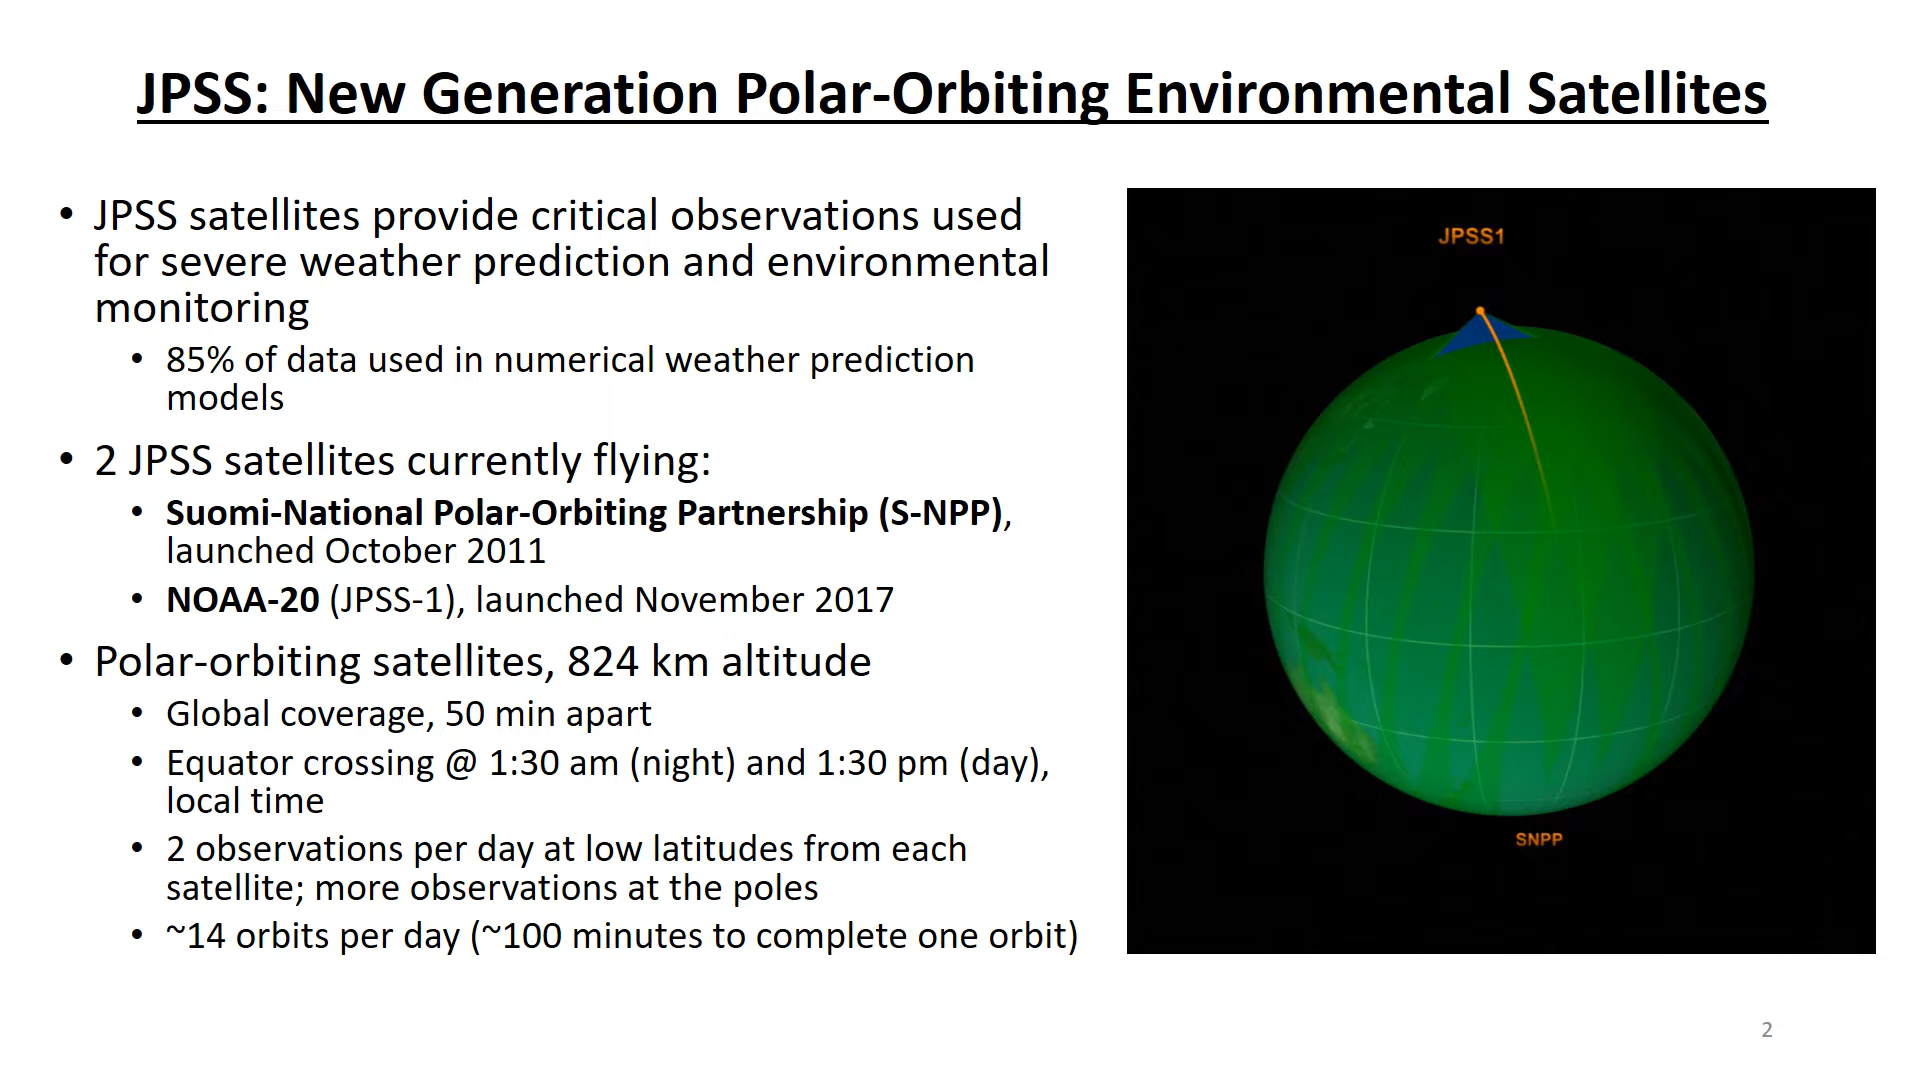 JPSS: New Generation Polar-Orbiting Environmental Satellites
• JPSS satellites provide critical observations used
for severe weather prediction and environmental
monitoring
• 85% of data used in numerical weather prediction
models
• 2 JPSS satellites currently flying:
• Suomi-National Polar-Orbiting Partnership (S-NPP),
launched October 2011
• NOAA-20 (JPSS-1), launched November 2017
• Polar-orbiting satellites, 824 km altitude
• Global coverage, 50 min apart
• Equator crossing @ 1:30 am (night) and 1:30 pm (day),
local time
• 2 observations per day at low latitudes from each
satellite; more observations at the poles
• ~14 orbits per day (~100 minutes to complete one orbit)
JPSS1
SNPP
2